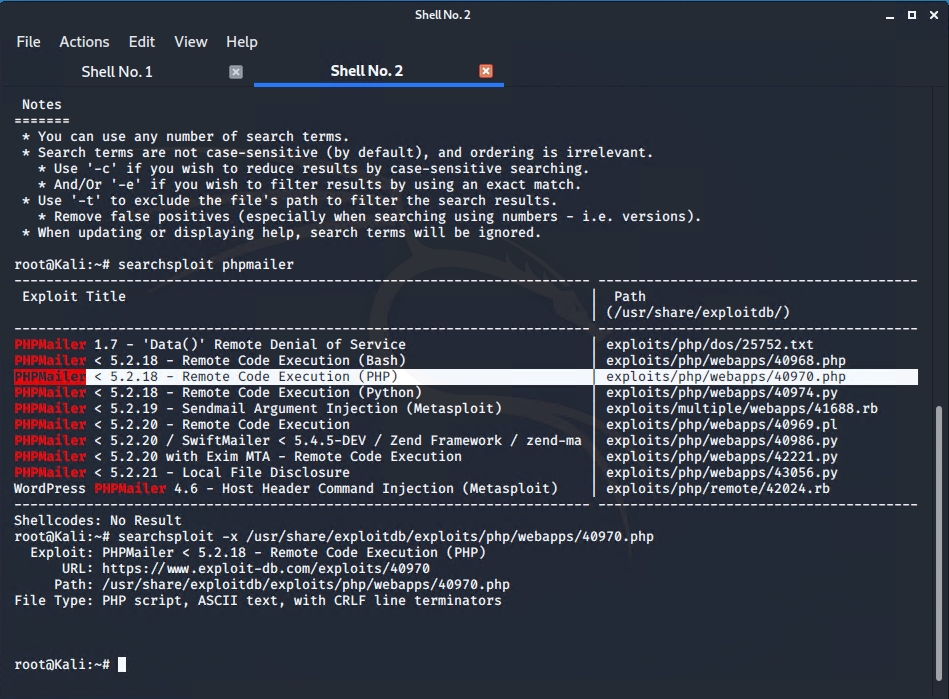 Shell No. 2
File Actions Edit View Help
Shell No. 1 Shell No. 2
Notes
=======
* You can use any number of search terms.
* Search terms are not case-sensitive (by default), and ordering is irrelevant.
* Use '-c' if you wish to reduce results by case-sensitive searching.
* And/Or '-e' if you wish to filter results by using an exact match.
* Use '-t' to exclude the file's path to filter the search results.
* Remove false positives (especially when searching using numbers - i.e. versions).
* When updating or displaying help, search terms will be ignored.
root@Kali:~# searchsploit phpmailer
Exploit Title | Path
| (/usr/share/exploitdb/)
PHPMailer 1.7 - 'Data()' Remote Denial of Service | exploits/php/dos/25752.txt
PHPMailer < 5.2.18 - Remote Code Execution (Bash) | exploits/php/webapps/40968.php
PHPMailer < 5.2.18 - Remote Code Execution (PHP) | exploits/php/webapps/40970.php
PHPMailer < 5.2.18 - Remote Code Execution (Python) | exploits/php/webapps/40974.py
PHPMailer < 5.2.19 - Sendmail Argument Injection (Metasploit) | exploits/multiple/webapps/41688.rb
PHPMailer < 5.2.20 - Remote Code Execution | exploits/php/webapps/40969.pl
PHPMailer < 5.2.20 / SwiftMailer < 5.4.5-DEV / Zend Framework / zend-ma | exploits/php/webapps/40986.py
PHPMailer < 5.2.20 with Exim MTA - Remote Code Execution | exploits/php/webapps/42221.py
PHPMailer < 5.2.21 - Local File Disclosure | exploits/php/webapps/43056.py
WordPress PHPMailer 4.6 - Host Header Command Injection (Metasploit) | exploits/php/remote/42024.rb
Shellcodes: No Result
root@Kali:~# searchsploit -x /usr/share/exploitdb/exploits/php/webapps/40970.php
Exploit: PHPMailer < 5.2.18 - Remote Code Execution (PHP)
URL: https://www.exploit-db.com/exploits/40970
Path: /usr/share/exploitdb/exploits/php/webapps/40970.php
File Type: PHP script, ASCII text, with CRLF line terminators
root@Kali:~#